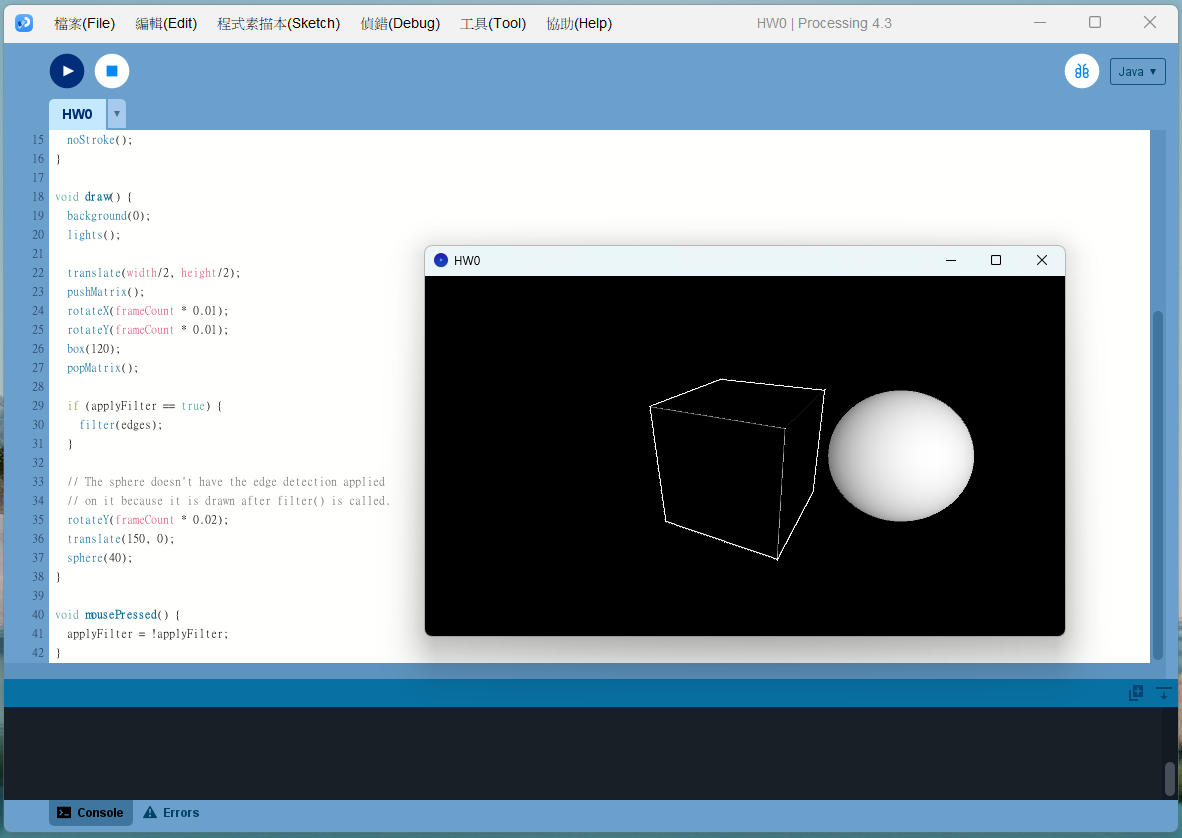 檔案(File) 編輯(Edit) 程式素描本(Sketch) 偵錯(Debug) 工具(Tool) 協助(Help) HW0 | Processing 4.3
Java ▾
HW0 ▾
15 noStroke();
16 }
17
18 void draw() {
19 background(0);
20 lights();
21
22 translate(width/2, height/2);
23 pushMatrix();
24 rotateX(frameCount * 0.01);
25 rotateY(frameCount * 0.01);
26 box(120);
27 popMatrix();
28
29 if (applyFilter == true) {
30 filter(edges);
31 }
32
33 // The sphere doesn't have the edge detection applied
34 // on it because it is drawn after filter() is called.
35 rotateY(frameCount * 0.02);
36 translate(150, 0);
37 sphere(40);
38 }
39
40 void mousePressed() {
41 applyFilter = !applyFilter;
42 }
HW0
Console Errors